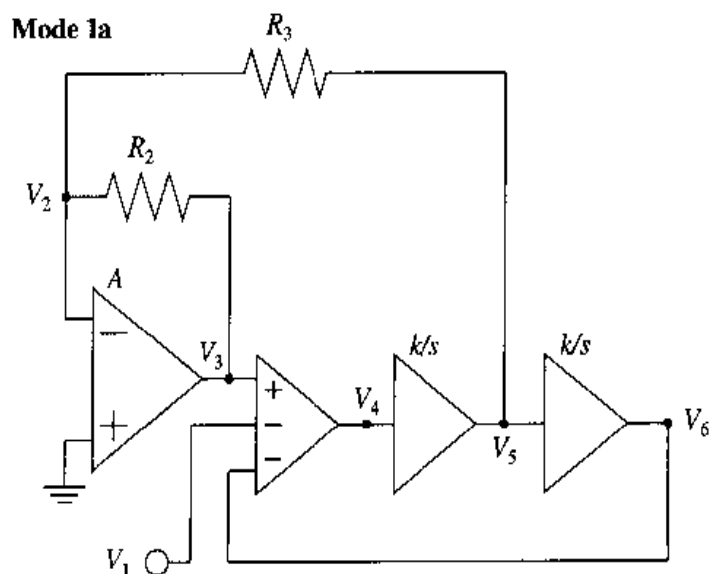 Mode 1a
R₃
R₂
V₂
A
−
+
V₃
+
−
−
V₄
k/s
V₅
k/s
V₆
V₁